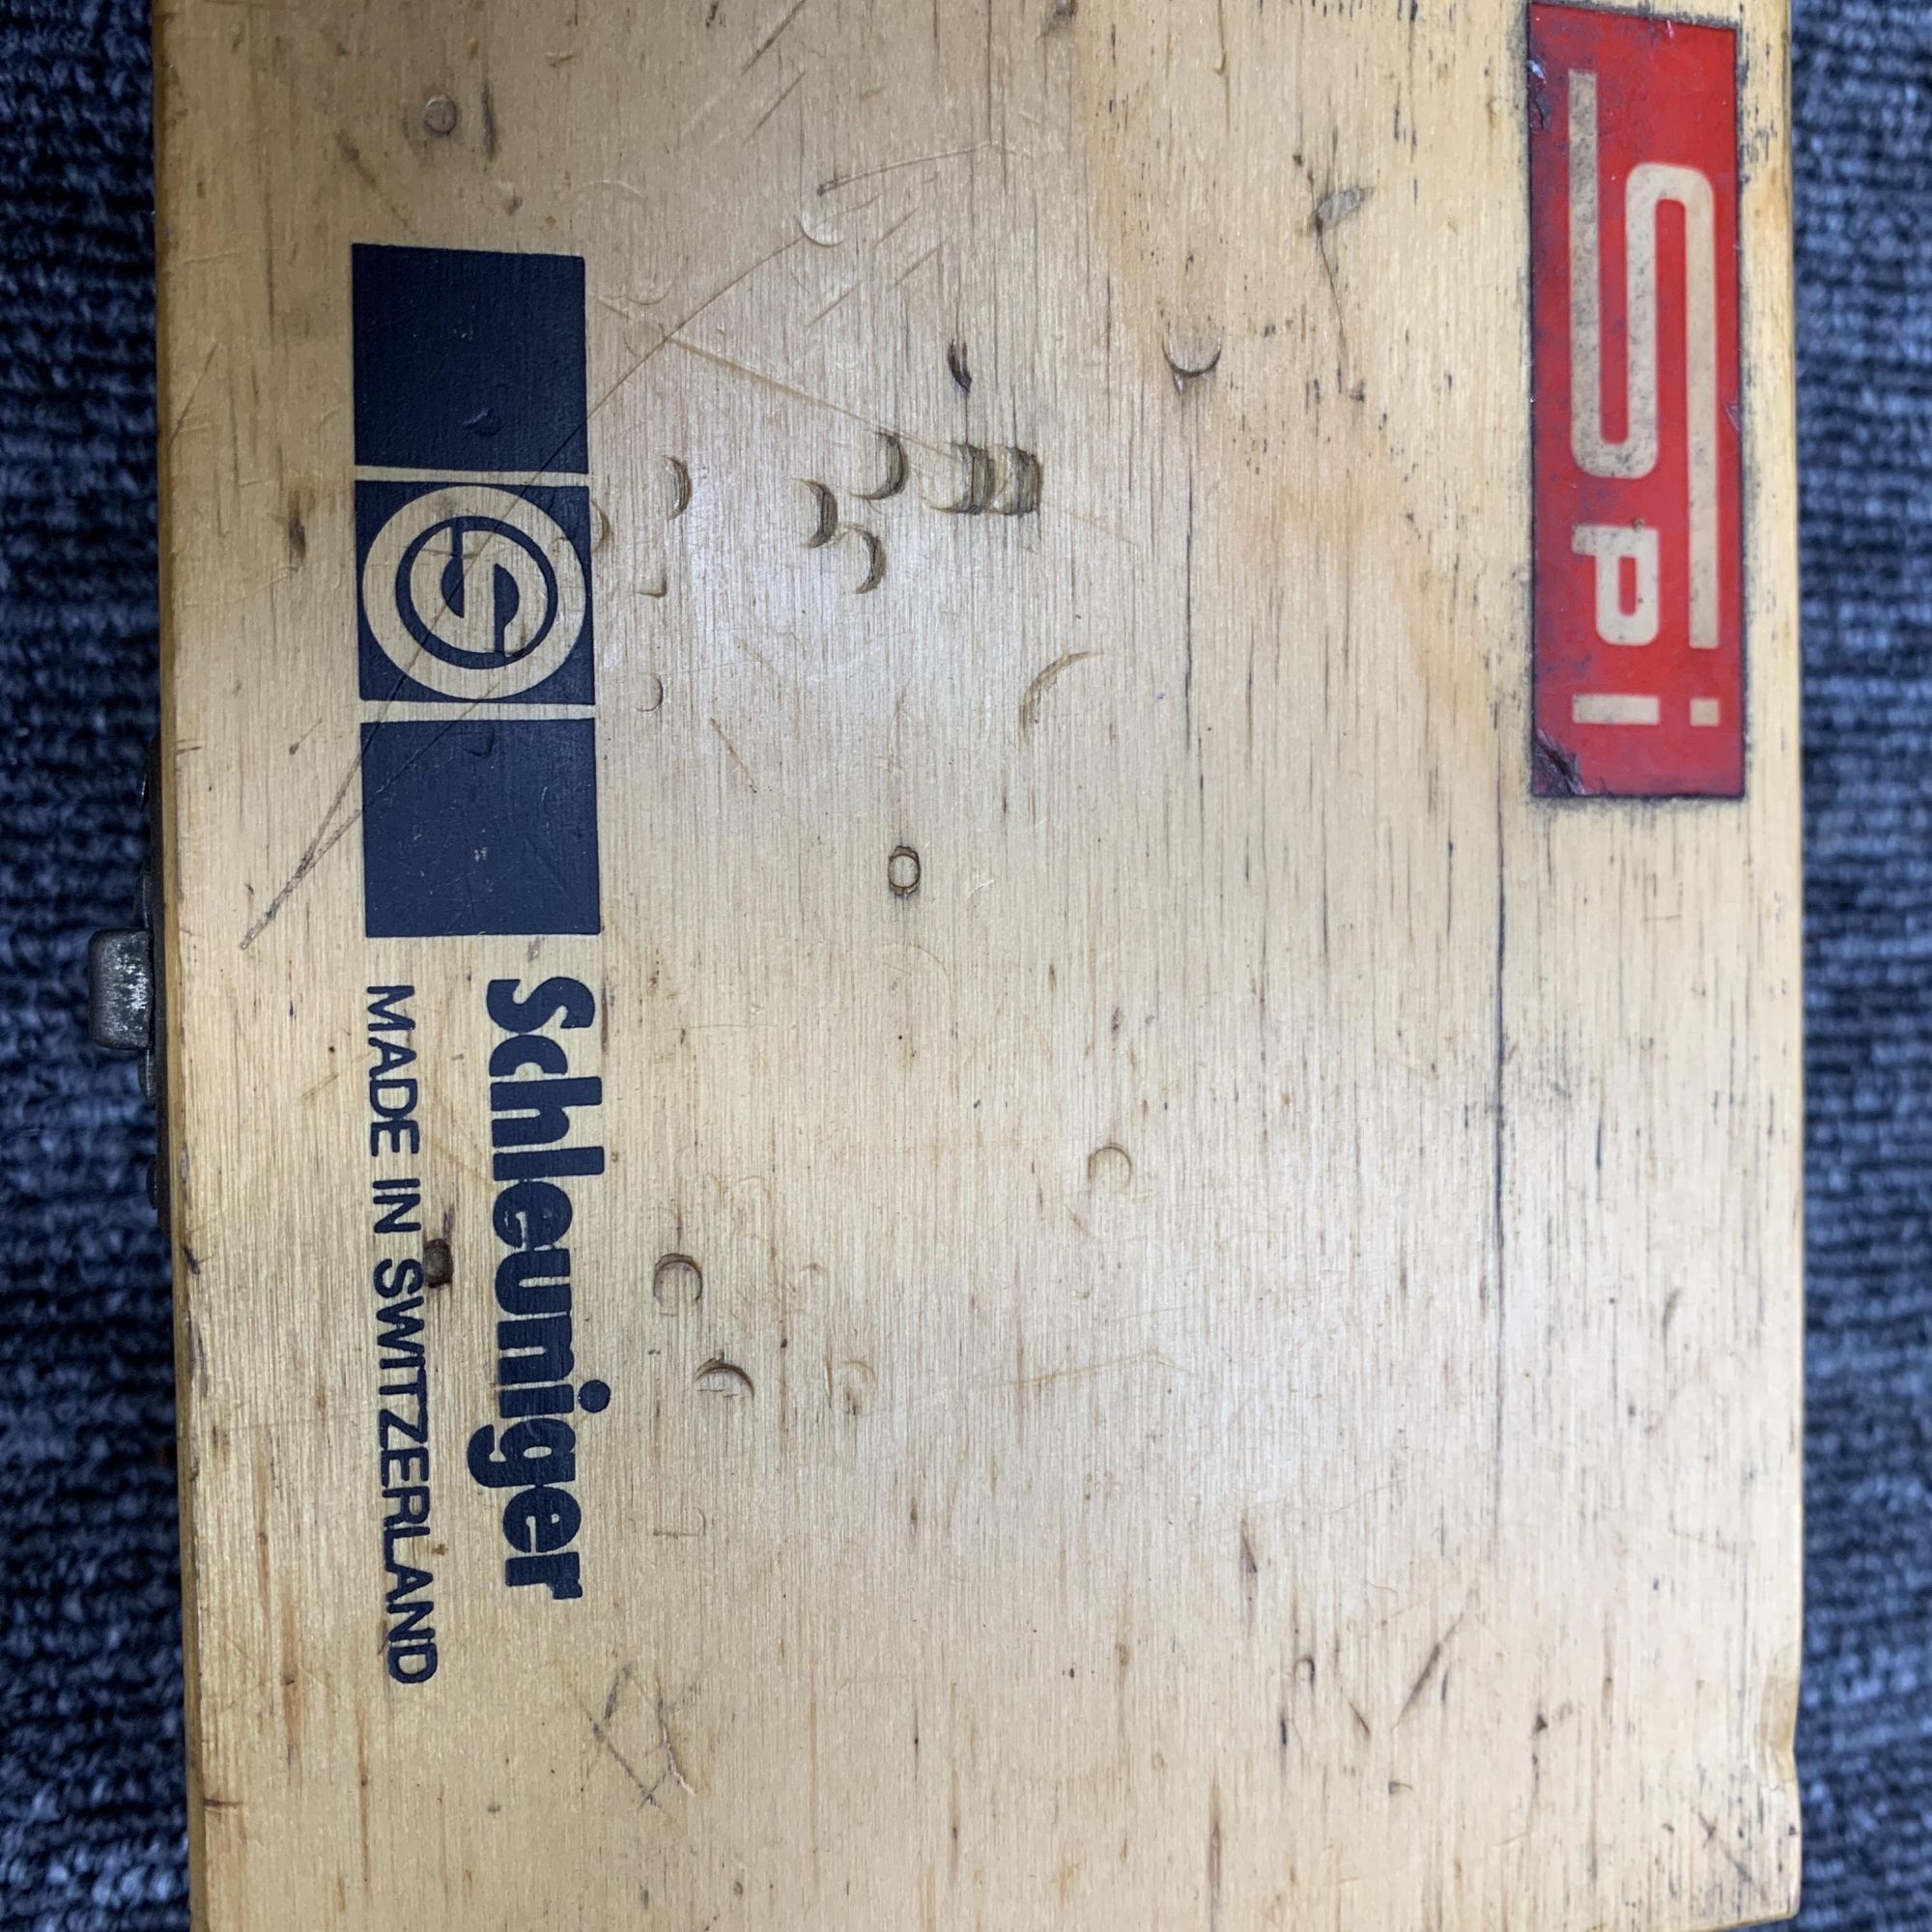 SPi
S
Schleuniger
MADE IN SWITZERLAND